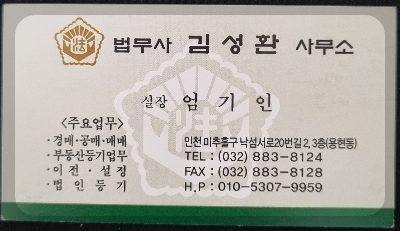 法
법무사 김성환 사무소
실장 엄기인
<주요업무>
· 경매·공매·매매
· 부동산등기업무
· 이전·설정
· 법인등기
인천 미추홀구 낙섬서로20번길 2, 3층(용현동)
TEL : (032) 883-8124
FAX : (032) 883-8128
H.P : 010-5307-9959